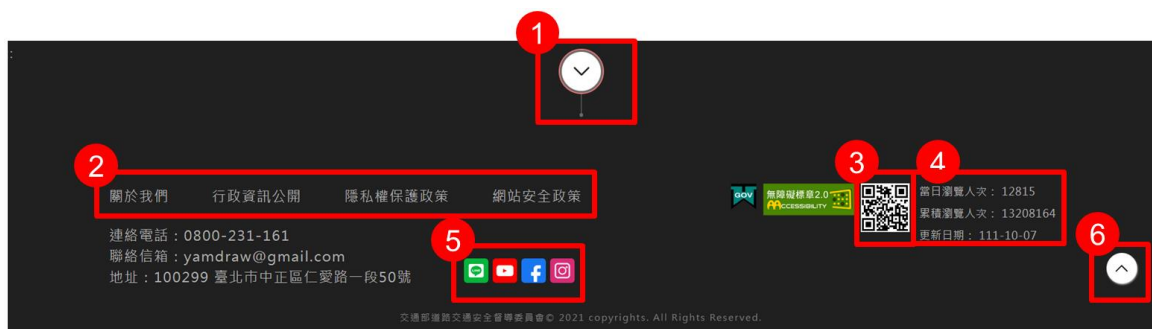 1
:
2
關於我們 行政資訊公開 隱私權保護政策 網站安全政策
連絡電話：0800-231-161
聯絡信箱：yamdraw@gmail.com
地址：100299 臺北市中正區仁愛路一段50號
5
GOV
無障礙標章2.0
AACCESSIBILITY
3
4
當日瀏覽人次： 12815
累積瀏覽人次： 13208164
更新日期： 111-10-07
6
交通部道路交通安全督導委員會© 2021 copyrights. All Rights Reserved.